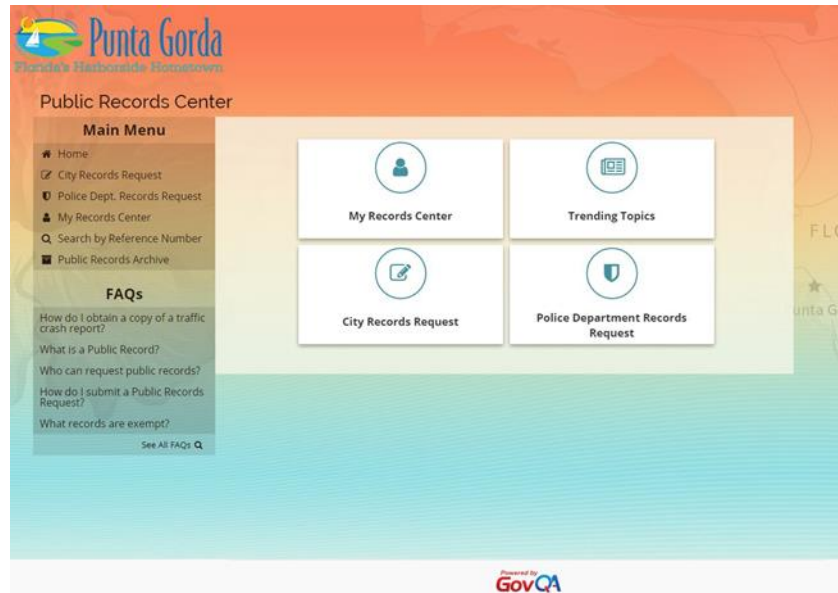 Punta Gorda
Florida's Harborside Hometown
Public Records Center
Main Menu
Home
City Records Request
Police Dept. Records Request
My Records Center
Search by Reference Number
Public Records Archive
FAQs
How do I obtain a copy of a traffic
crash report?
What is a Public Record?
Who can request public records?
How do I submit a Public Records
Request?
What records are exempt?
See All FAQs
My Records Center
Trending Topics
City Records Request
Police Department Records
Request
FLO
unta G
Powered by
GovQA